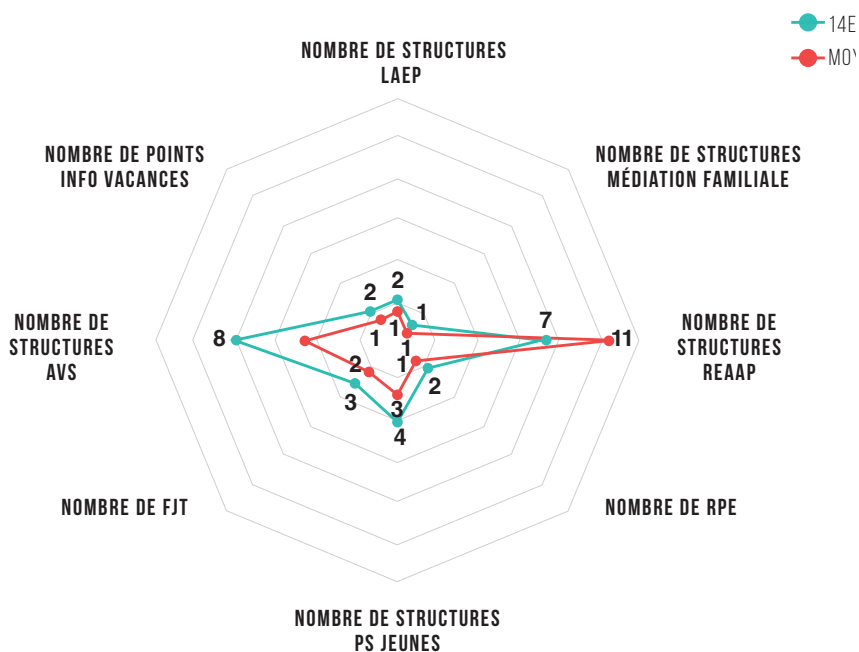 14E
MOY
NOMBRE DE STRUCTURES
LAEP
NOMBRE DE POINTS
INFO VACANCES
NOMBRE DE STRUCTURES
MÉDIATION FAMILIALE
2
2
1
1
7
8
NOMBRE DE
STRUCTURES
AVS
11
NOMBRE DE
STRUCTURES
REAAP
1
1
1
2
2
3
3
4
NOMBRE DE FJT
NOMBRE DE RPE
NOMBRE DE STRUCTURES
PS JEUNES